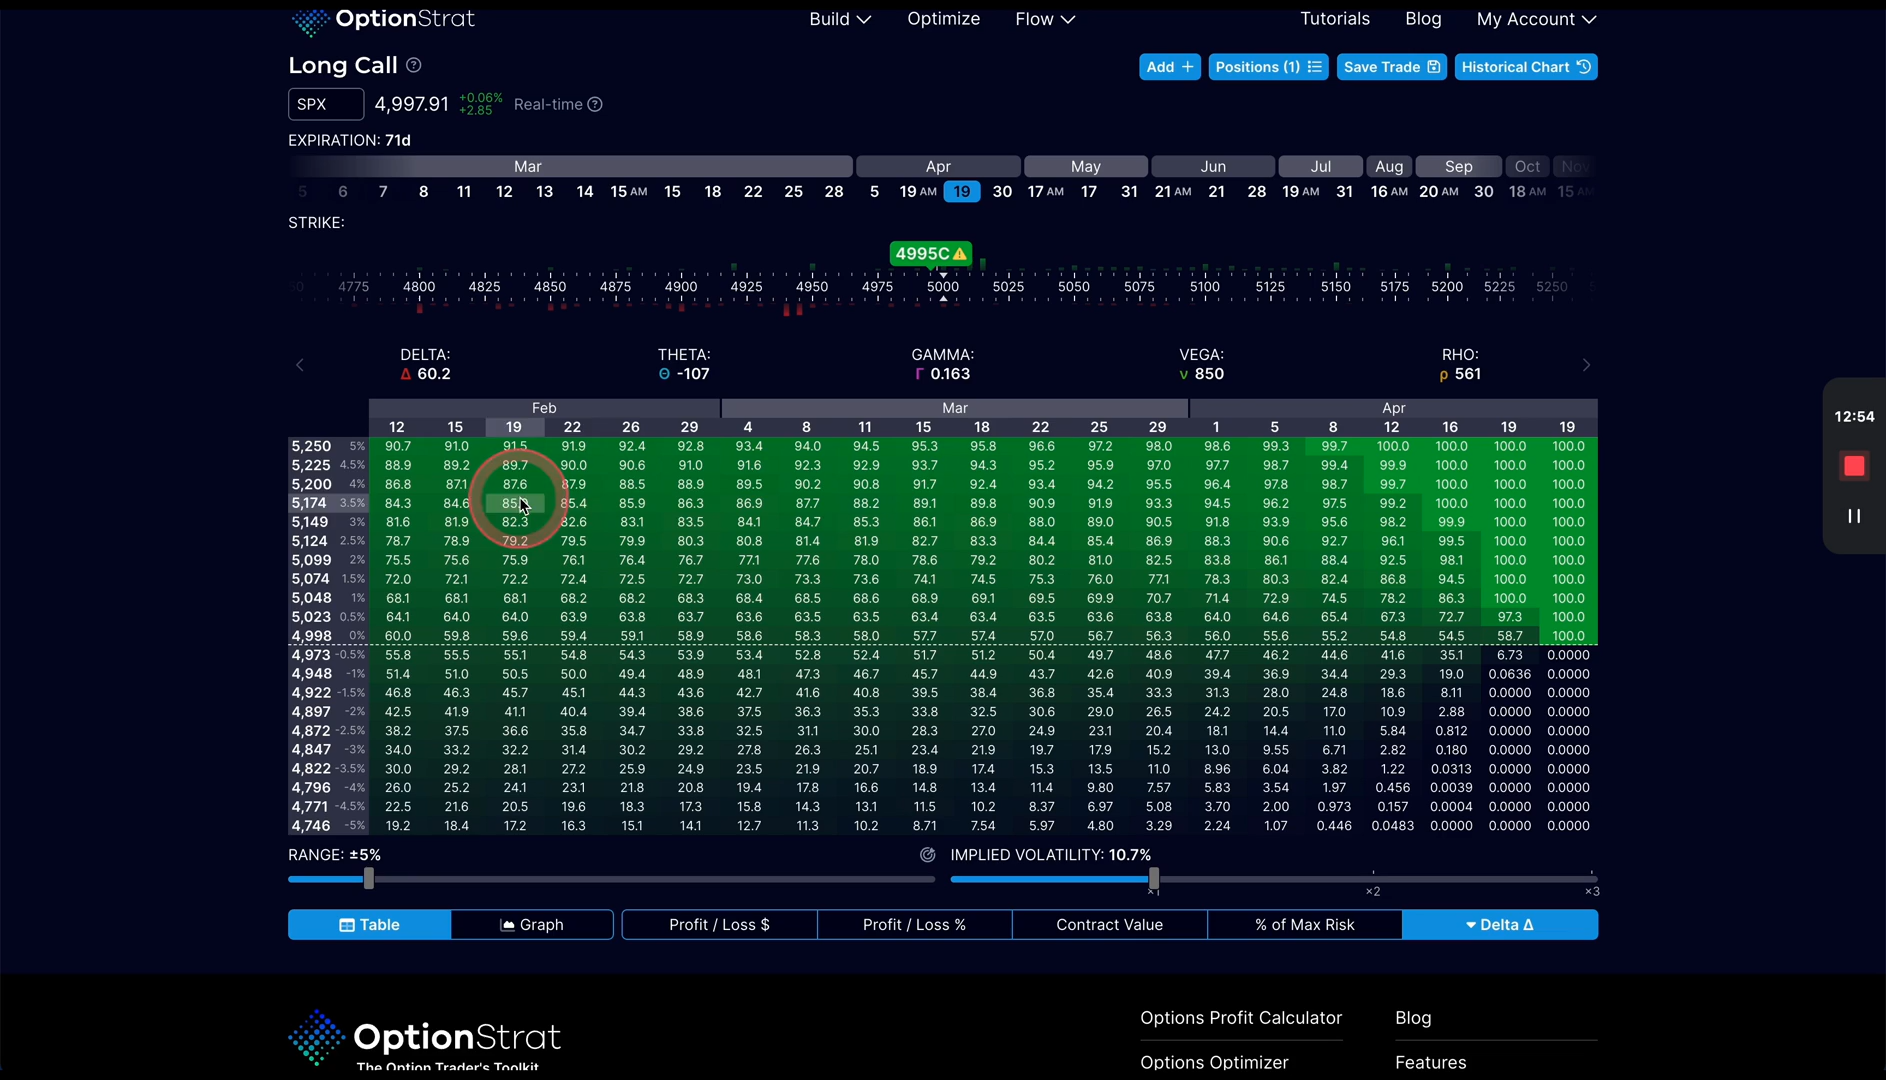 OptionStrat Build Optimize Flow Tutorials Blog My Account
Long Call ? Add + Positions (1) Save Trade Historical Chart
SPX 4,997.91 +0.06% +2.85 Real-time ?
EXPIRATION: 71d
Mar Apr May Jun Jul Aug Sep Oct Nov
5 6 7 8 11 12 13 14 15 AM 15 18 22 25 28 5 19 AM 19 30 17 AM 17 31 21 AM 21 28 19 AM 31 16 AM 20 AM 30 18 AM 15 AM
STRIKE:
4995C
4775 4800 4825 4850 4875 4900 4925 4950 4975 5000 5025 5050 5075 5100 5125 5150 5175 5200 5225 5250
DELTA: THETA: GAMMA: VEGA: RHO:
Δ 60.2 Θ -107 Γ 0.163 ν 850 ρ 561
Feb Mar Apr
12 15 19 22 26 29 4 8 11 15 18 22 25 29 1 5 8 12 16 19 19
5,250 5% 90.7 91.0 91.5 91.9 92.4 92.8 93.4 94.0 94.5 95.3 95.8 96.6 97.2 98.0 98.6 99.3 99.7 100.0 100.0 100.0 100.0
5,225 4.5% 88.9 89.2 89.7 90.0 90.6 91.0 91.6 92.3 92.9 93.7 94.3 95.2 95.9 97.0 97.7 98.7 99.4 99.9 100.0 100.0 100.0
5,200 4% 86.8 87.1 87.6 87.9 88.5 88.9 89.5 90.2 90.8 91.7 92.4 93.4 94.2 95.5 96.4 97.8 98.7 99.7 100.0 100.0 100.0
5,174 3.5% 84.3 84.6 85.4 85.9 86.3 86.9 87.7 88.2 89.1 89.8 90.9 91.9 93.3 94.5 96.2 97.5 99.2 100.0 100.0 100.0
5,149 3% 81.6 81.9 82.3 82.6 83.1 83.5 84.1 84.7 85.3 86.1 86.9 88.0 89.0 90.5 91.8 93.9 95.6 98.2 99.9 100.0 100.0
5,124 2.5% 78.7 78.9 79.2 79.5 79.9 80.3 80.8 81.4 81.9 82.7 83.3 84.4 85.4 86.9 88.3 90.6 92.7 96.1 99.5 100.0 100.0
5,099 2% 75.5 75.6 75.9 76.1 76.4 76.7 77.1 77.6 78.0 78.6 79.2 80.2 81.0 82.5 83.8 86.1 88.4 92.5 98.1 100.0 100.0
5,074 1.5% 72.0 72.1 72.2 72.4 72.5 72.7 73.0 73.3 73.6 74.1 74.5 75.3 76.0 77.1 78.3 80.3 82.4 86.8 94.5 100.0 100.0
5,048 1% 68.1 68.1 68.1 68.2 68.2 68.3 68.4 68.5 68.6 68.9 69.1 69.5 69.9 70.7 71.4 72.9 74.5 78.2 86.3 100.0 100.0
5,023 0.5% 64.1 64.0 64.0 63.9 63.8 63.7 63.6 63.5 63.5 63.4 63.4 63.5 63.6 63.8 64.0 64.6 65.4 67.3 72.7 97.3 100.0
4,998 0% 60.0 59.8 59.6 59.4 59.1 58.9 58.6 58.3 58.0 57.7 57.4 57.0 56.7 56.3 56.0 55.6 55.2 54.8 54.5 58.7 100.0
4,973 -0.5% 55.8 55.5 55.1 54.8 54.3 53.9 53.4 52.8 52.4 51.7 51.2 50.4 49.7 48.6 47.7 46.2 44.6 41.6 35.1 6.73 0.0000
4,948 -1% 51.4 51.0 50.5 50.0 49.4 48.9 48.1 47.3 46.7 45.7 44.9 43.7 42.6 40.9 39.4 36.9 34.4 29.3 19.0 0.0636 0.0000
4,922 -1.5% 46.8 46.3 45.7 45.1 44.3 43.6 42.7 41.6 40.8 39.5 38.4 36.8 35.4 33.3 31.3 28.0 24.8 18.6 8.11 0.0000 0.0000
4,897 -2% 42.5 41.9 41.1 40.4 39.4 38.6 37.5 36.3 35.3 33.8 32.5 30.6 29.0 26.5 24.2 20.5 17.0 10.9 2.88 0.0000 0.0000
4,872 -2.5% 38.2 37.5 36.6 35.8 34.7 33.8 32.5 31.1 30.0 28.3 27.0 24.9 23.1 20.4 18.1 14.4 11.0 5.84 0.812 0.0000 0.0000
4,847 -3% 34.0 33.2 32.2 31.4 30.2 29.2 27.8 26.3 25.1 23.4 21.9 19.7 17.9 15.2 13.0 9.55 6.71 2.82 0.180 0.0000 0.0000
4,822 -3.5% 30.0 29.2 28.1 27.2 25.9 24.9 23.5 21.9 20.7 18.9 17.4 15.3 13.5 11.0 8.96 6.04 3.82 1.22 0.0313 0.0000 0.0000
4,796 -4% 26.0 25.2 24.1 23.1 21.8 20.8 19.4 17.8 16.6 14.8 13.4 11.4 9.80 7.57 5.83 3.54 1.97 0.456 0.0039 0.0000 0.0000
4,771 -4.5% 22.5 21.6 20.5 19.6 18.3 17.3 15.8 14.3 13.1 11.5 10.2 8.37 6.97 5.08 3.70 2.00 0.973 0.157 0.0004 0.0000 0.0000
4,746 -5% 19.2 18.4 17.2 16.3 15.1 14.1 12.7 11.3 10.2 8.71 7.54 5.97 4.80 3.29 2.24 1.07 0.446 0.0483 0.0000 0.0000 0.0000
RANGE: ±5% IMPLIED VOLATILITY: 10.7%
×1 ×2 ×3
Table Graph Profit / Loss $ Profit / Loss % Contract Value % of Max Risk Delta Δ
OptionStrat
The Option Trader's Toolkit
Options Profit Calculator Blog
Options Optimizer Features
12:54